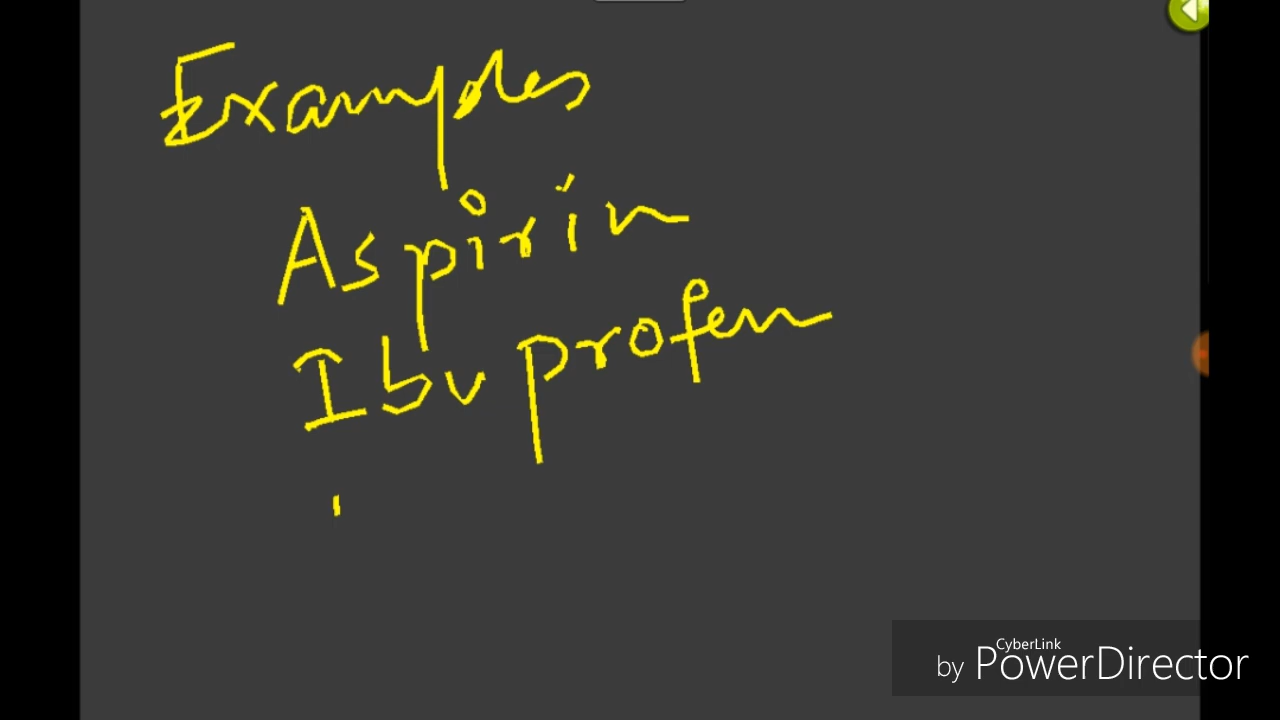 Examples
Aspirin
Ibuprofen
CyberLink
by PowerDirector